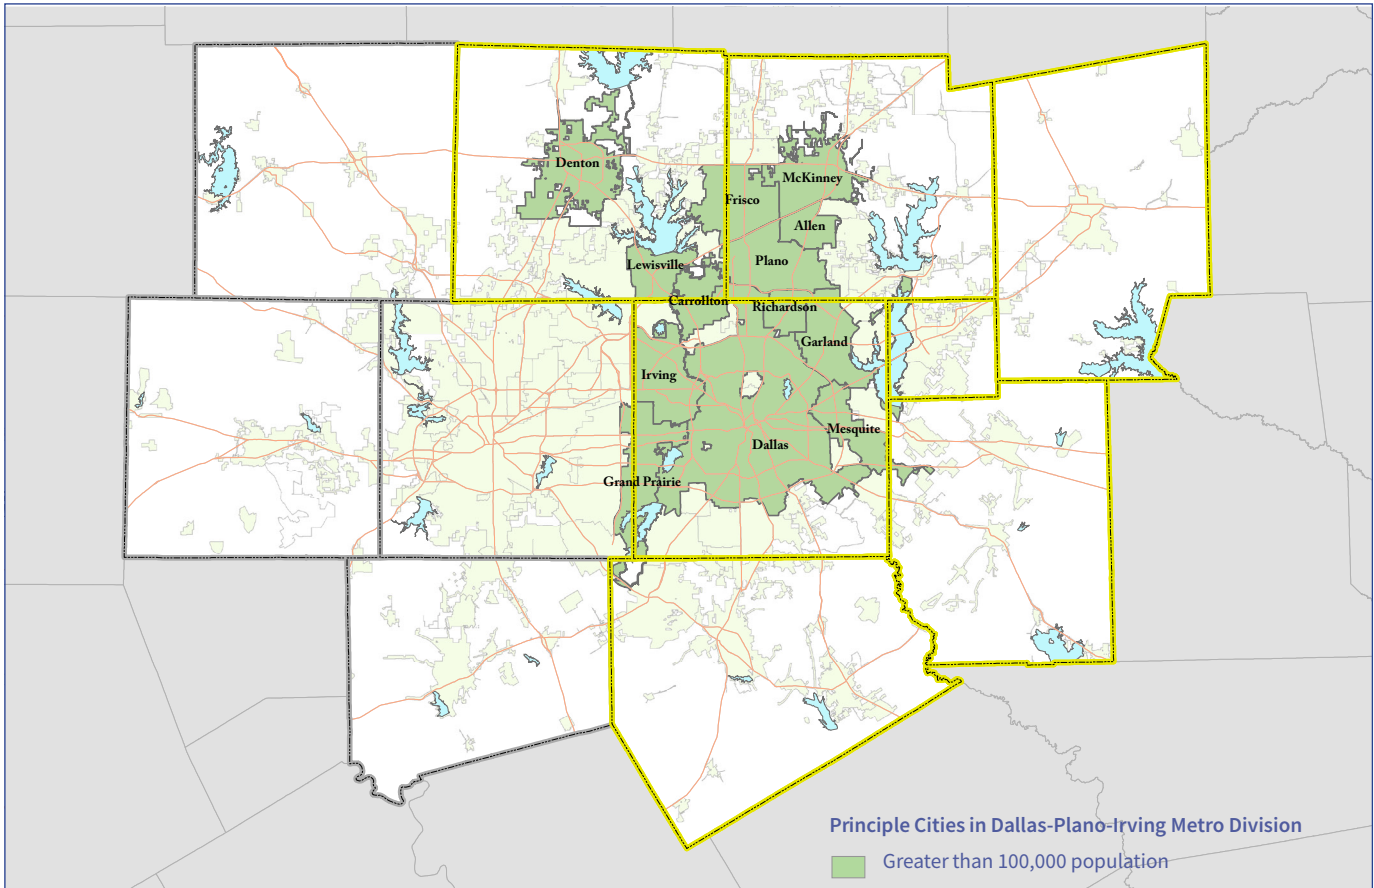 Denton
McKinney
Frisco
Allen
Plano
Lewisville
Carrollton
Richardson
Garland
Irving
Mesquite
Dallas
Grand Prairie
Principle Cities in Dallas-Plano-Irving Metro Division
Greater than 100,000 population